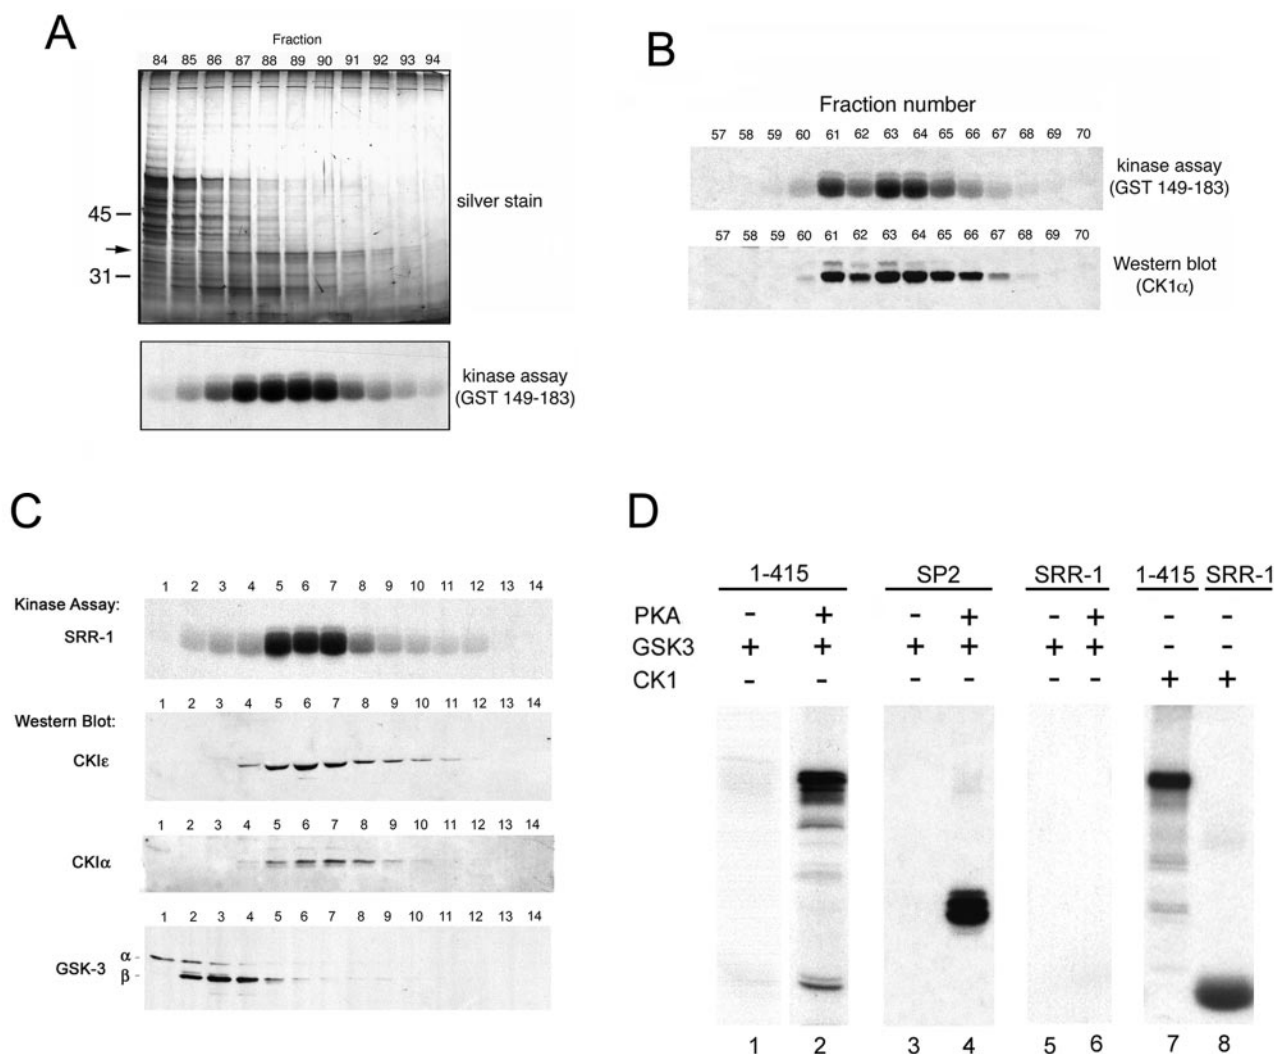 A
Fraction
84 85 86 87 88 89 90 91 92 93 94
45
31
silver stain
kinase assay
(GST 149-183)
B
Fraction number
57 58 59 60 61 62 63 64 65 66 67 68 69 70
kinase assay
(GST 149-183)
57 58 59 60 61 62 63 64 65 66 67 68 69 70
Western blot
(CK1α)
C
1 2 3 4 5 6 7 8 9 10 11 12 13 14
Kinase Assay:
SRR-1
1 2 3 4 5 6 7 8 9 10 11 12 13 14
Western Blot:
CKIε
1 2 3 4 5 6 7 8 9 10 11 12 13 14
CKIα
1 2 3 4 5 6 7 8 9 10 11 12 13 14
α -
GSK-3
β -
D
1-415 SP2 SRR-1 1-415 SRR-1
PKA - + - + - + - -
GSK3 + + + + + + - -
CK1 - - - - - - + +
1 2 3 4 5 6 7 8